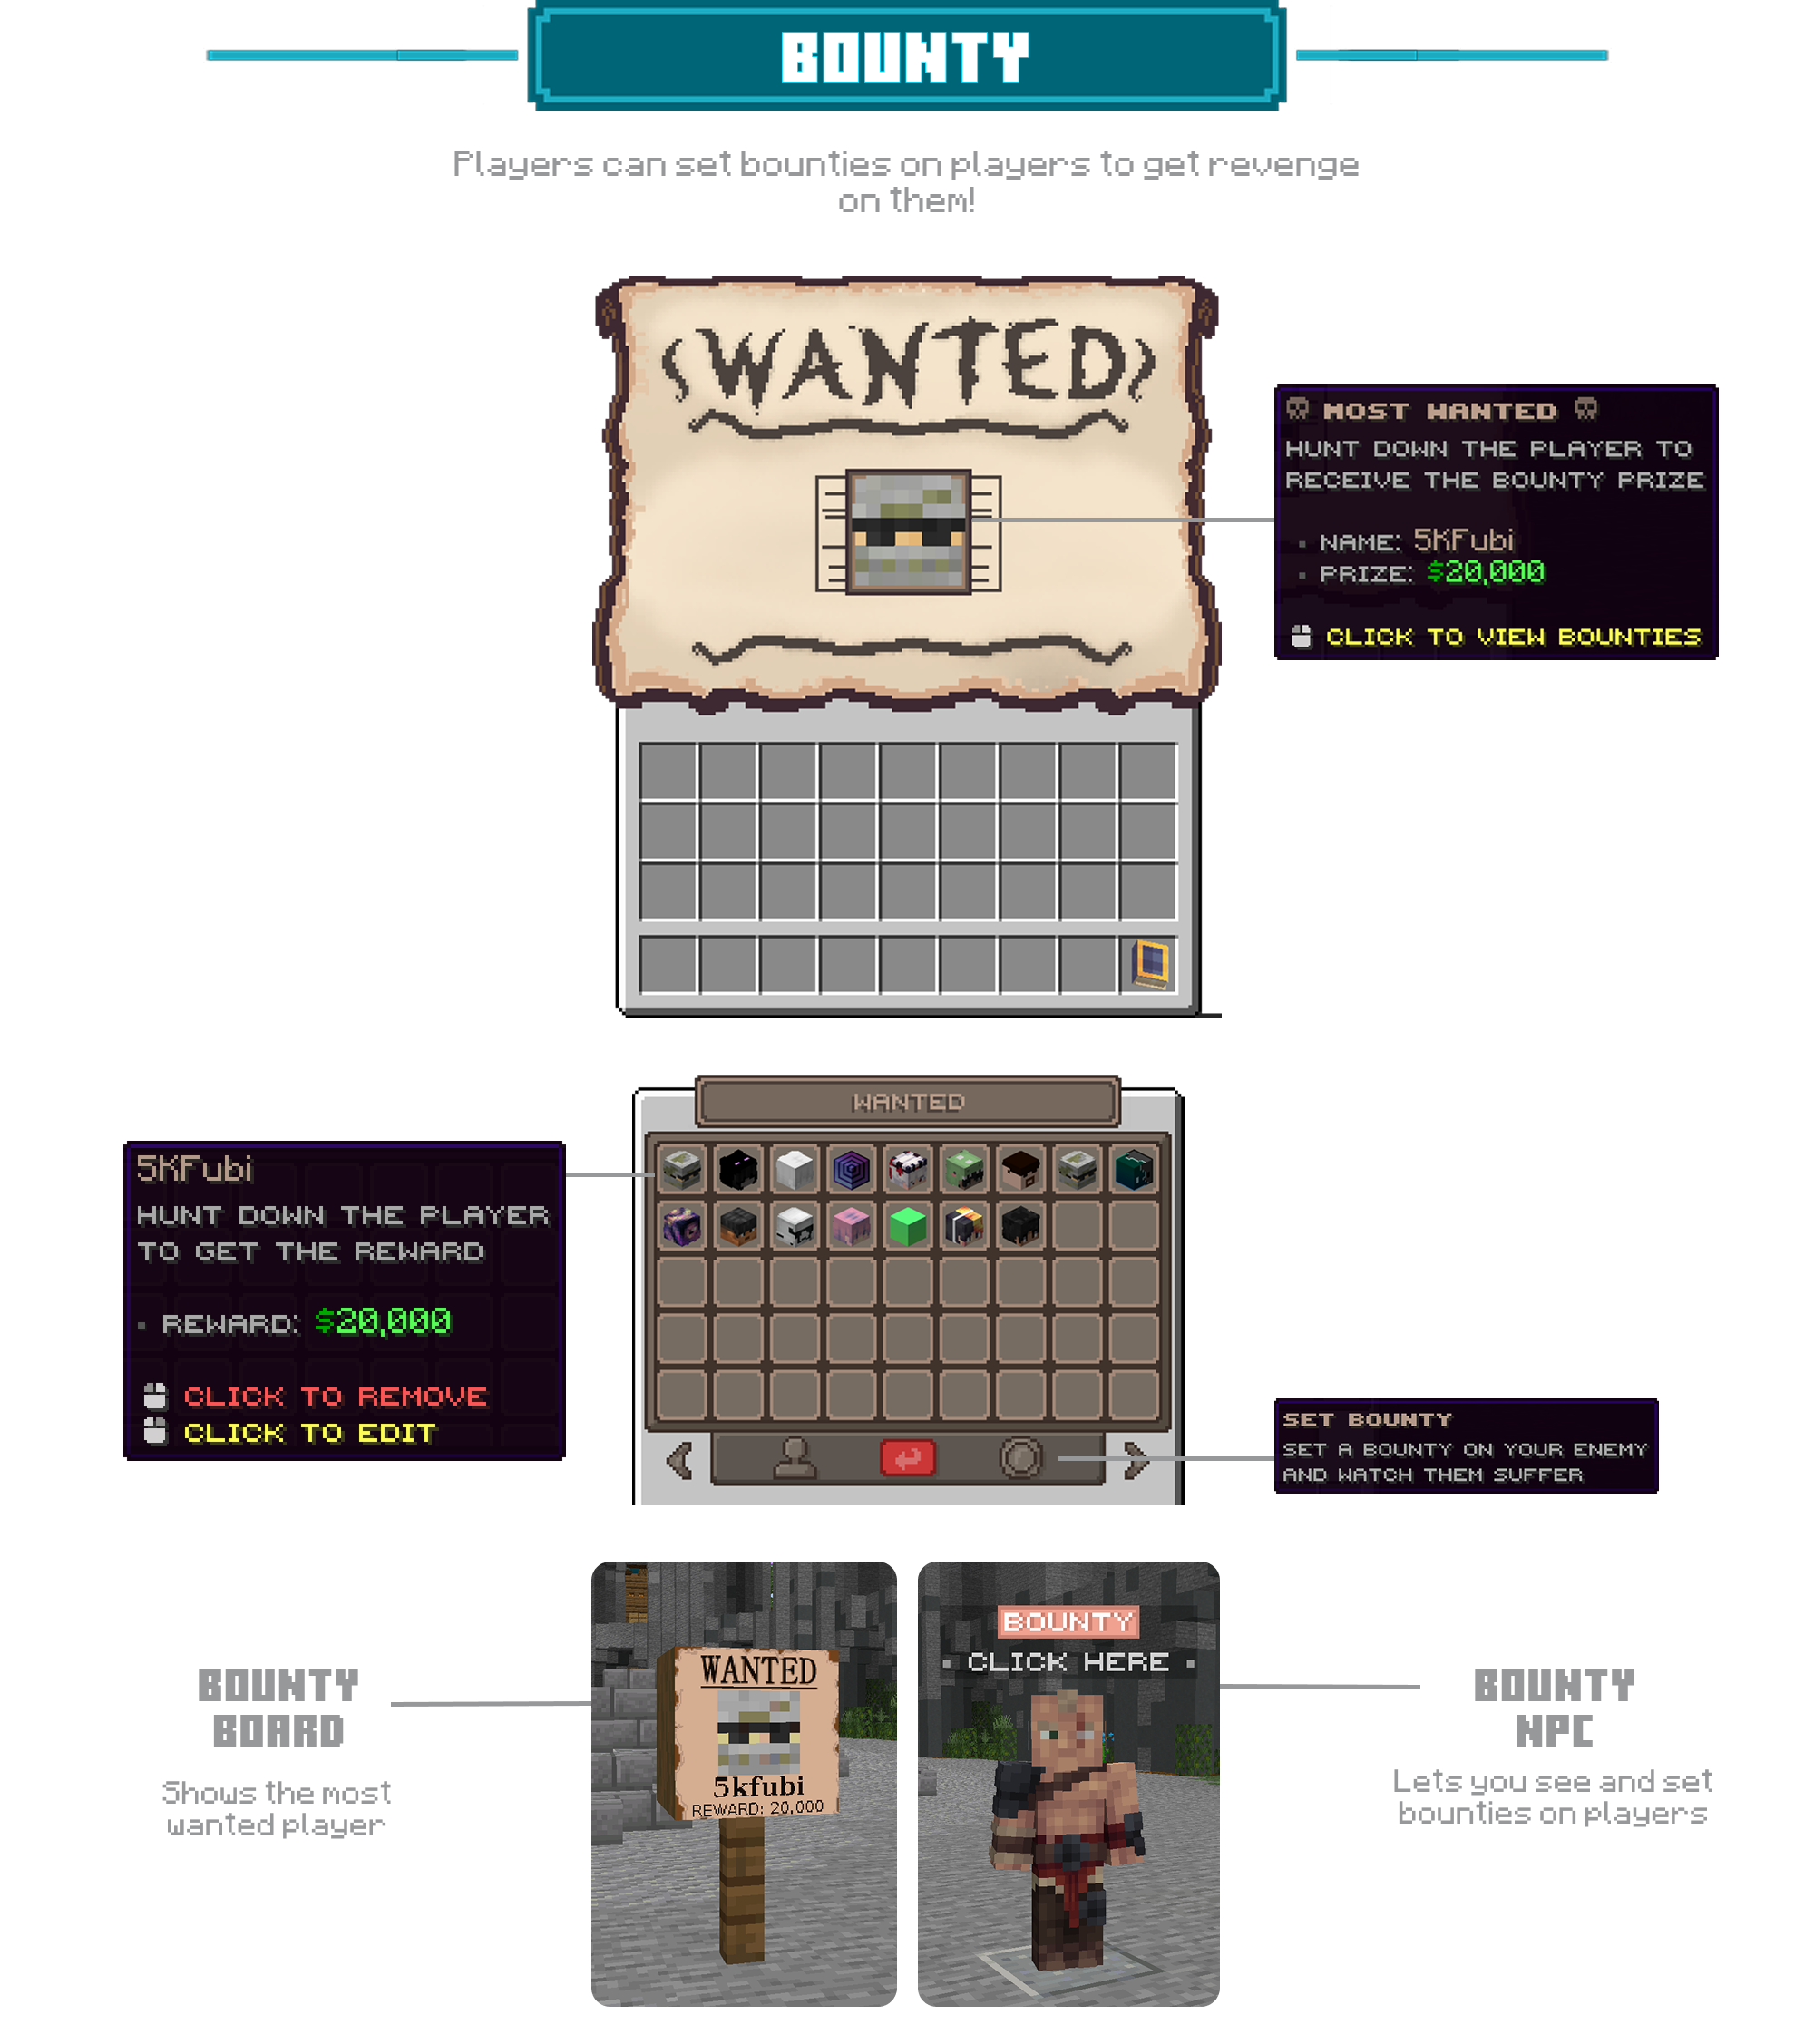 BOUNTY
Players can set bounties on players to get revenge
on them!
WANTED
MOST WANTED
HUNT DOWN THE PLAYER TO
RECEIVE THE BOUNTY PRIZE
NAME: 5KFubi
PRIZE: $20,000
CLICK TO VIEW BOUNTIES
WANTED
5KFubi
HUNT DOWN THE PLAYER
TO GET THE REWARD
REWARD: $20,000
CLICK TO REMOVE
CLICK TO EDIT
SET BOUNTY
SET A BOUNTY ON YOUR ENEMY
AND WATCH THEM SUFFER
BOUNTY
BOARD
Shows the most
wanted player
WANTED
5kfubi
REWARD: 20,000
BOUNTY
CLICK HERE
BOUNTY
NPC
Lets you see and set
bounties on players